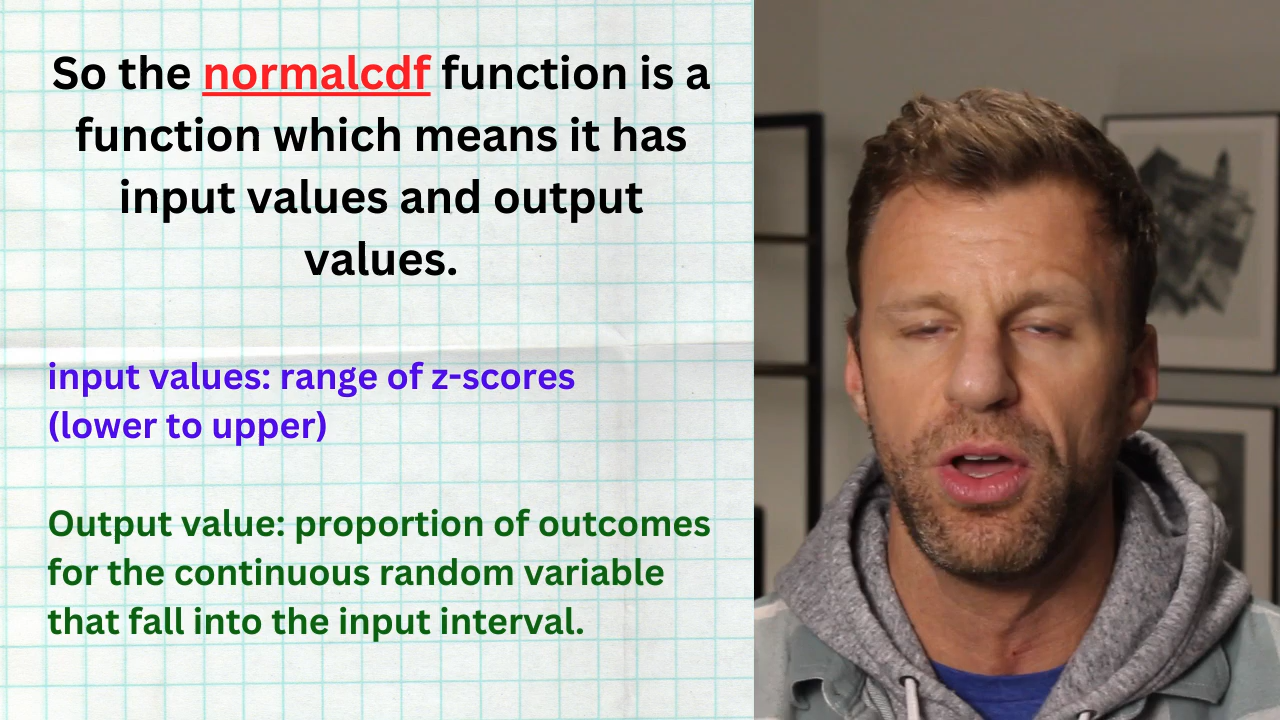 So the normalcdf function is a
function which means it has
input values and output
values.
input values: range of z-scores
(lower to upper)
Output value: proportion of outcomes
for the continuous random variable
that fall into the input interval.